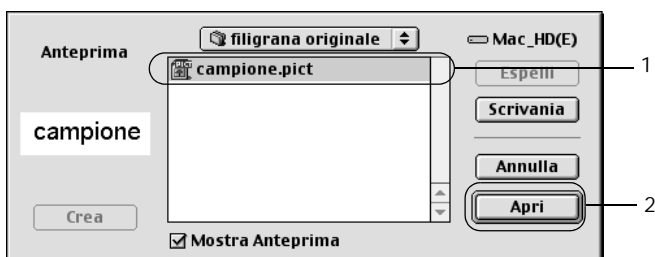 Anteprima
filigrana originale
Mac_HD(E)
campione.pict
1
Espelli
Scrivania
campione
Annulla
Apri
2
Crea
Mostra Anteprima